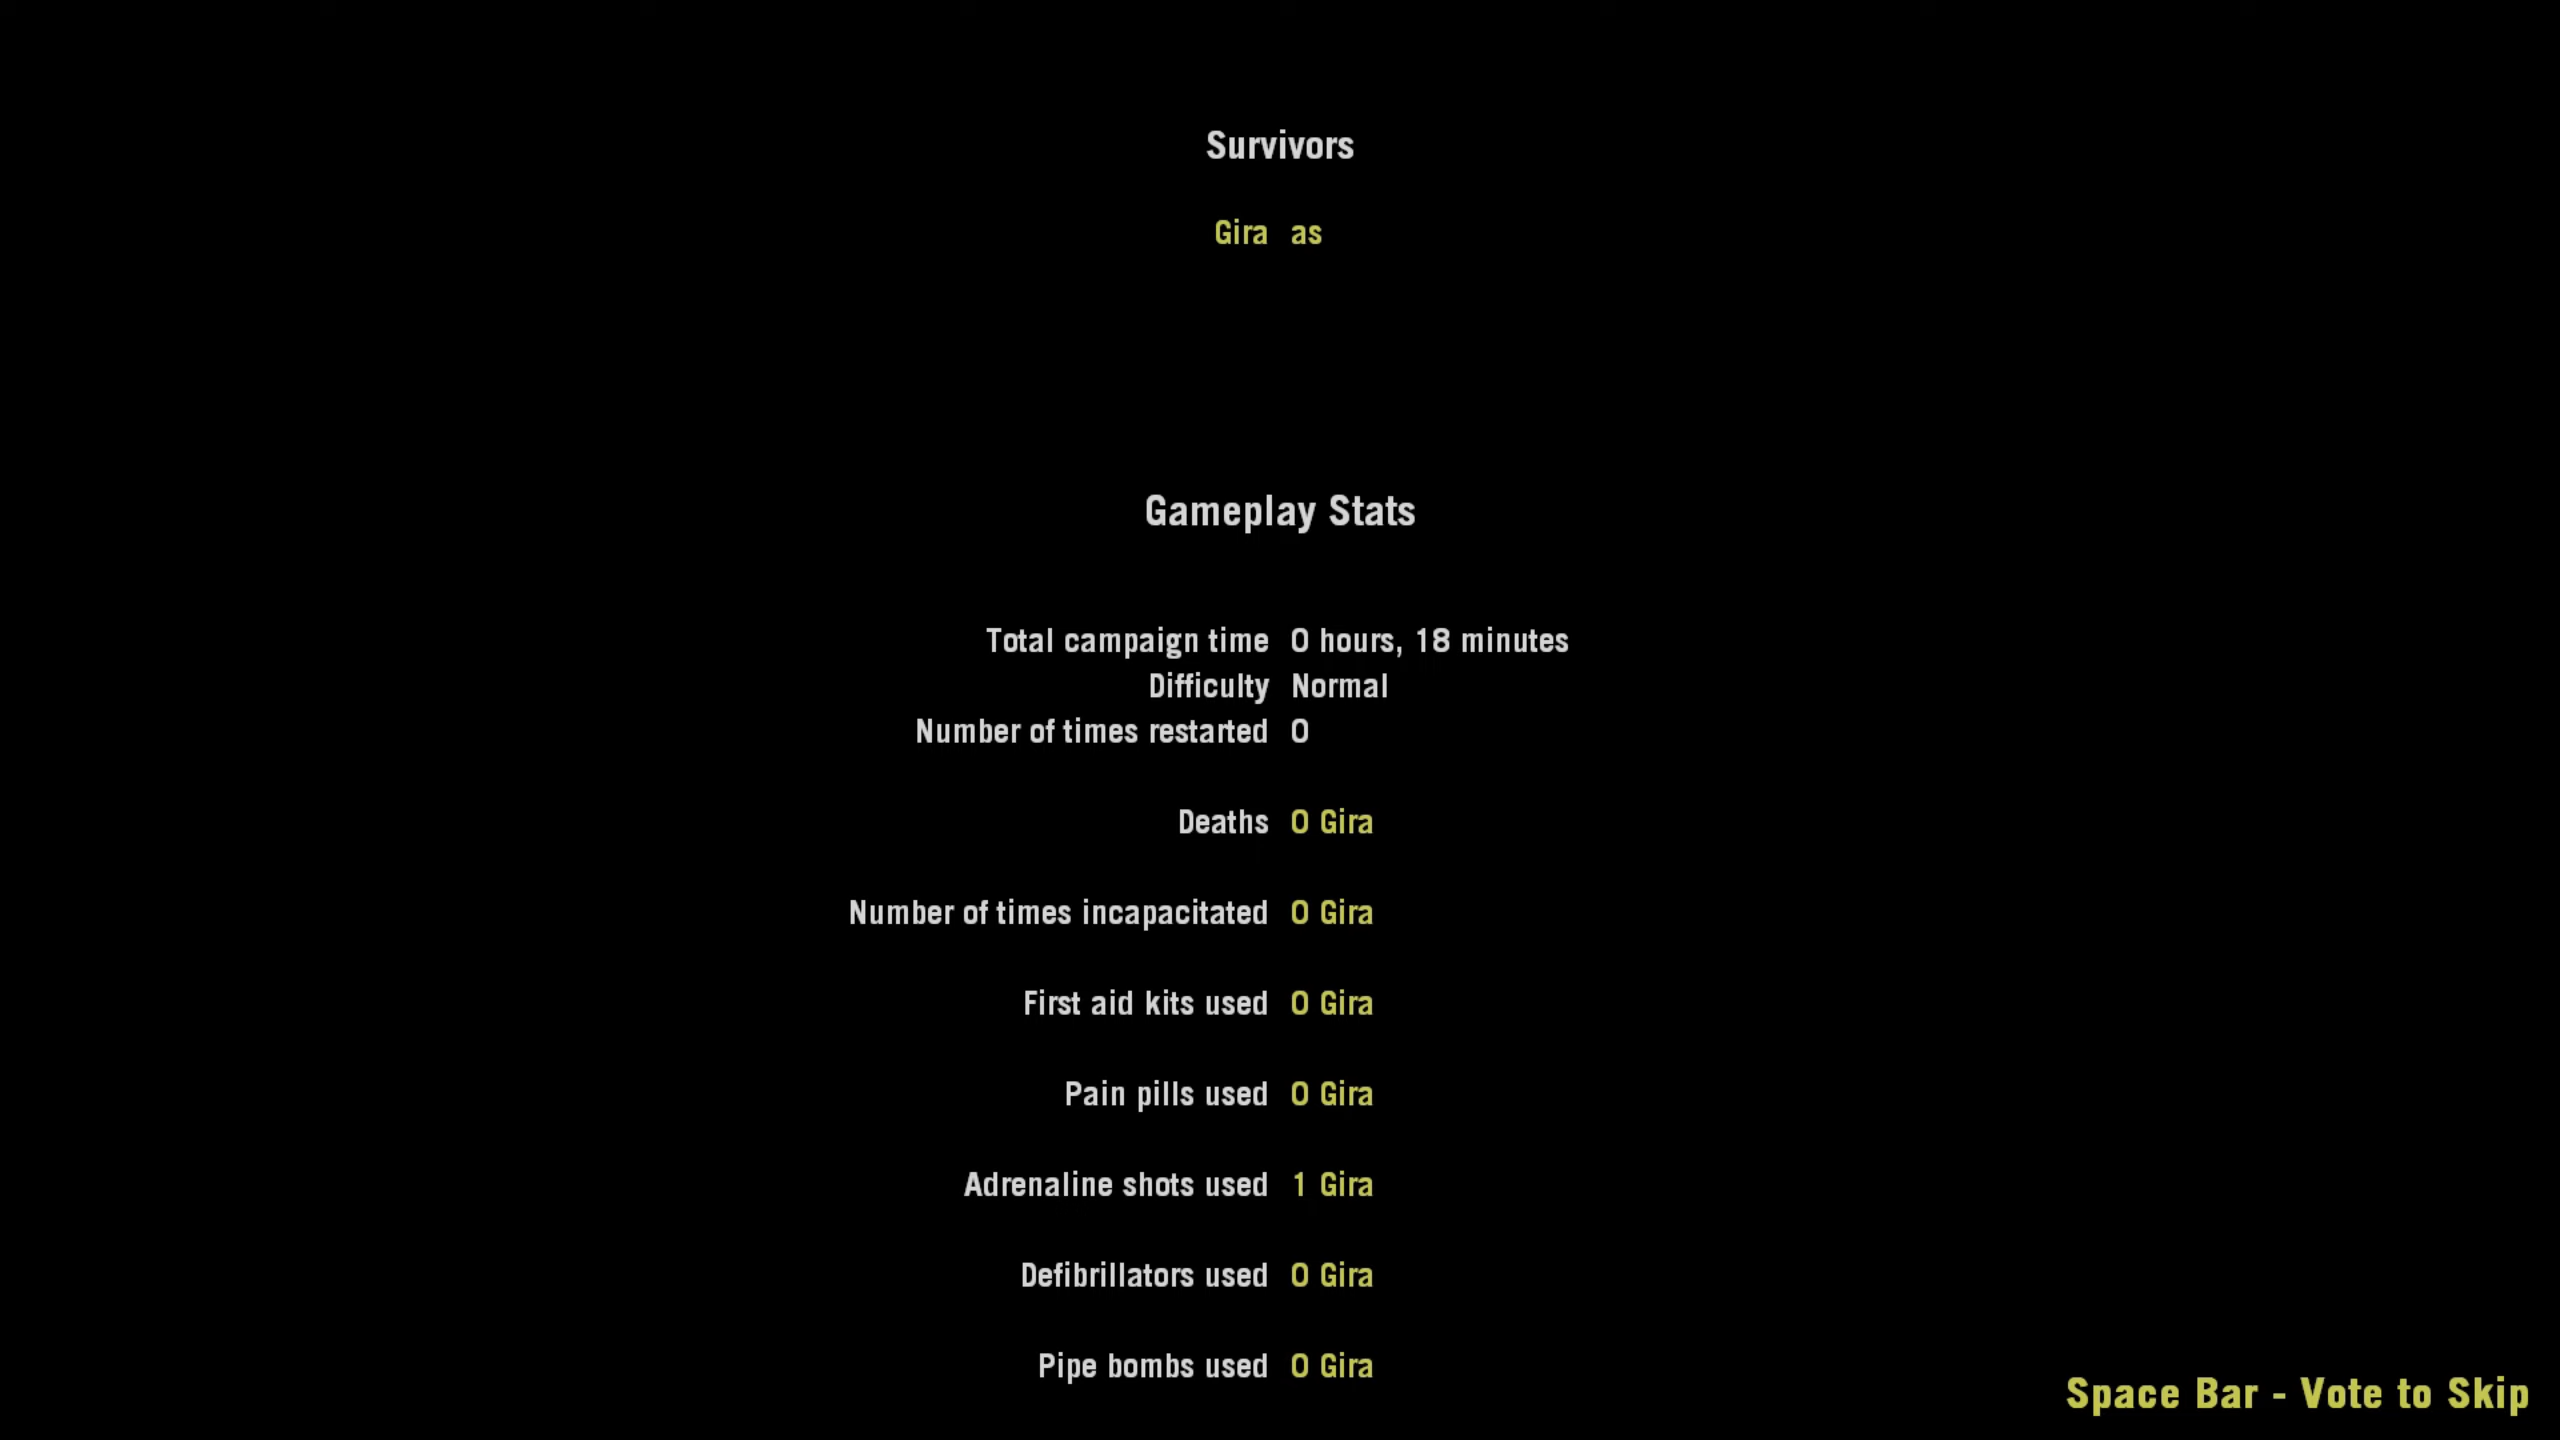 Survivors
Gira as
Gameplay Stats
Total campaign time 0 hours, 18 minutes
Difficulty Normal
Number of times restarted 0
Deaths 0 Gira
Number of times incapacitated 0 Gira
First aid kits used 0 Gira
Pain pills used 0 Gira
Adrenaline shots used 1 Gira
Defibrillators used 0 Gira
Pipe bombs used 0 Gira
Space Bar - Vote to Skip